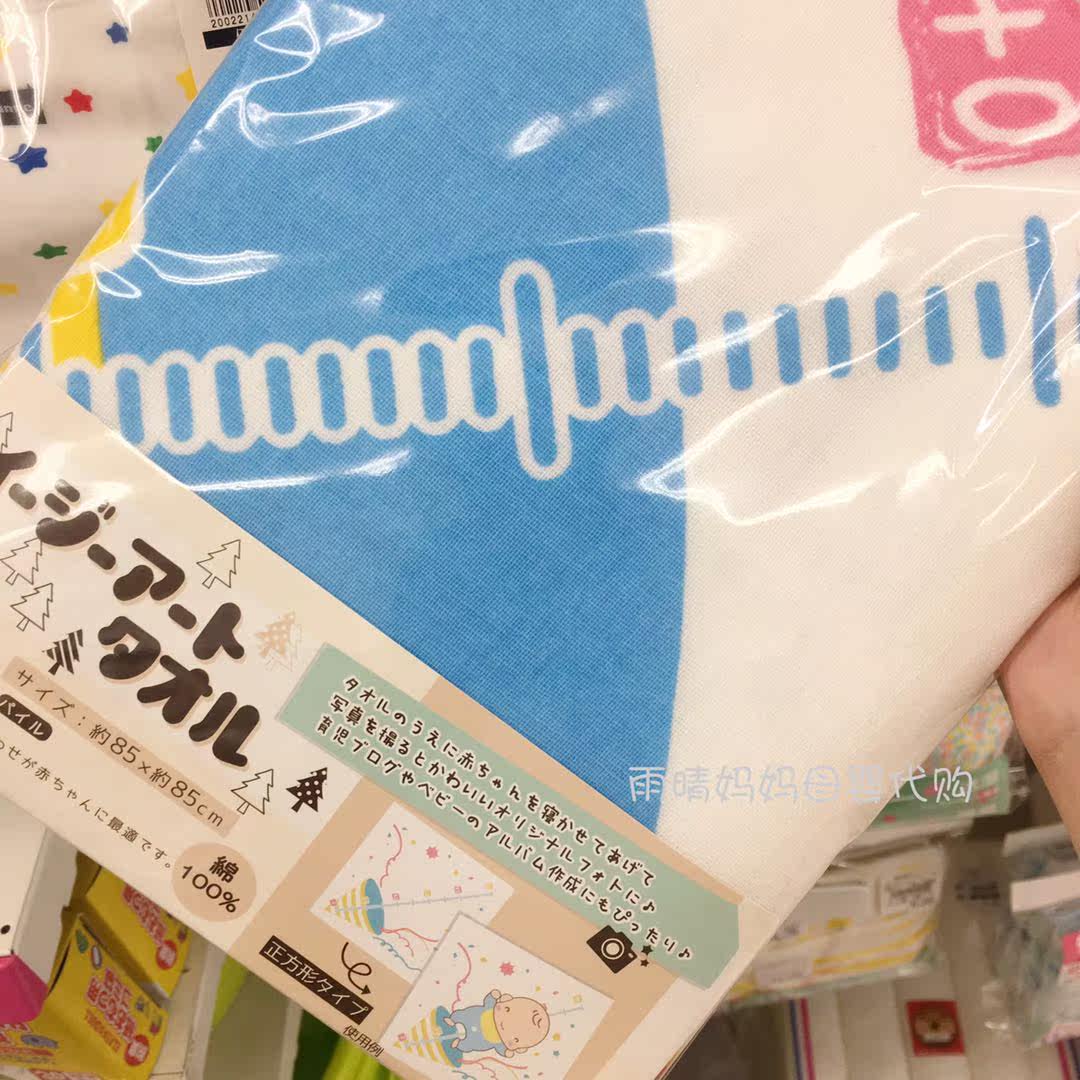 200221
+
0
ージーアート
タオル
サイズ：約85×約85cm
パイル
わせが赤ちゃんに最適です。
綿
100%
タオルのうえに赤ちゃんを寝かせてあげて
写真を撮るとかわいいオリジナルフォトに♪
育児ブログやベビーのアルバム作成にもぴったり♪
正方形タイプ
使用例
雨晴妈妈母婴代购